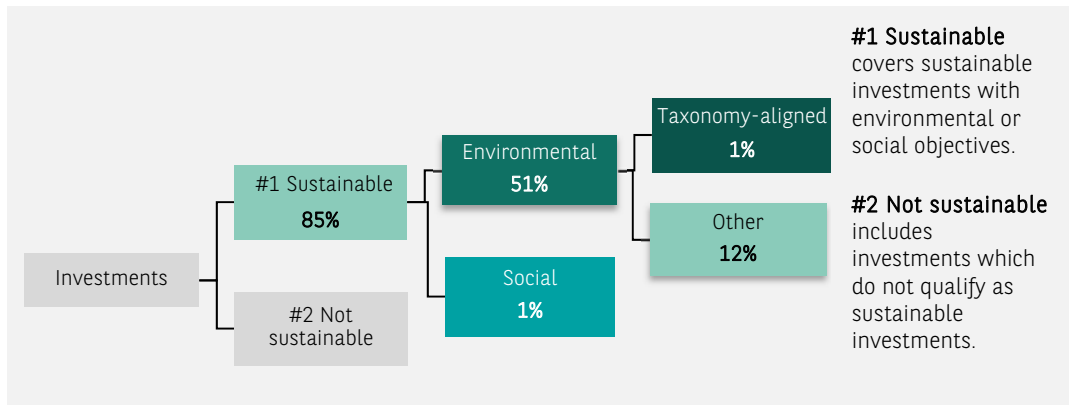 Investments
#1 Sustainable
85%
#2 Not
sustainable
Environmental
51%
Social
1%
Taxonomy-aligned
1%
Other
12%
#1 Sustainable
covers sustainable
investments with
environmental or
social objectives.
#2 Not sustainable
includes
investments which
do not qualify as
sustainable
investments.